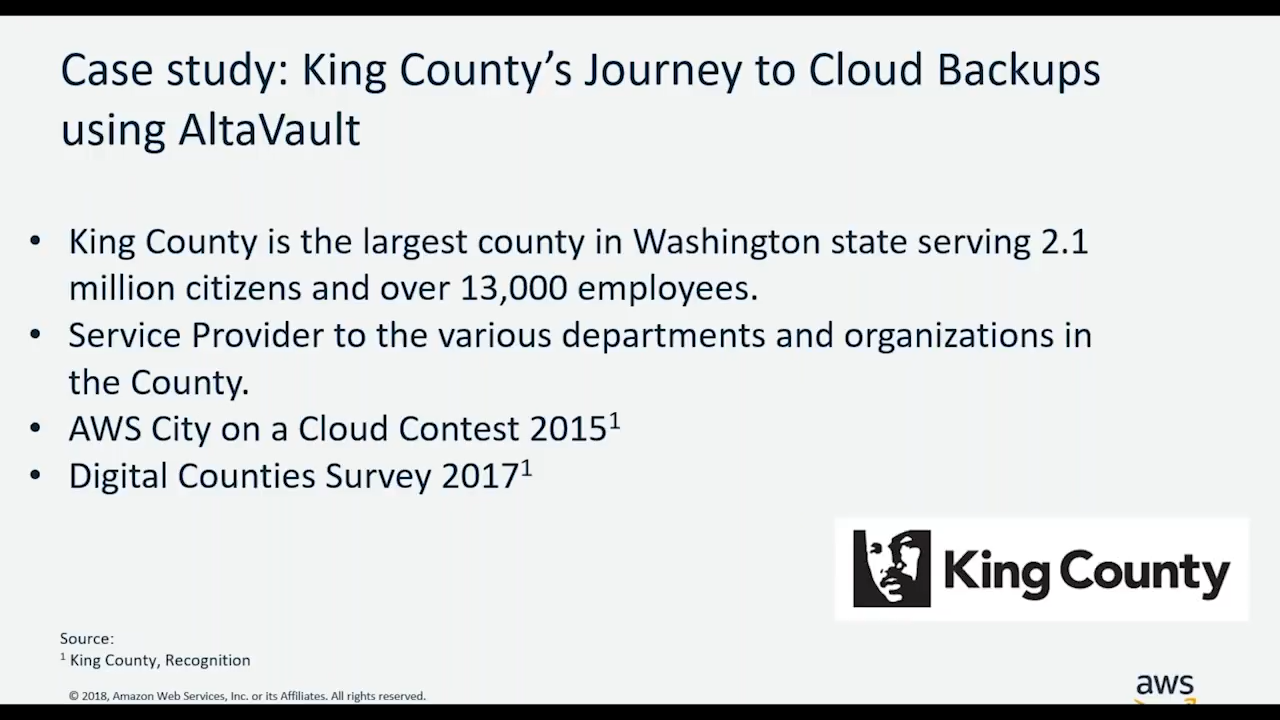 Case study: King County’s Journey to Cloud Backups
using AltaVault
• King County is the largest county in Washington state serving 2.1
million citizens and over 13,000 employees.
• Service Provider to the various departments and organizations in
the County.
• AWS City on a Cloud Contest 2015¹
• Digital Counties Survey 2017¹
King County
Source:
¹ King County, Recognition
© 2018, Amazon Web Services, Inc. or its Affiliates. All rights reserved.
aws